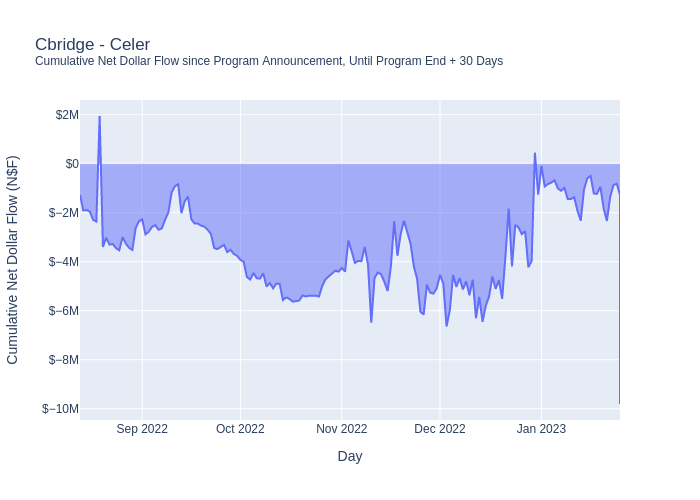 Cbridge - Celer
Cumulative Net Dollar Flow since Program Announcement, Until Program End + 30 Days
Cumulative Net Dollar Flow (N$F)
$2M
$0
$−2M
$−4M
$−6M
$−8M
$−10M
Sep 2022 Oct 2022 Nov 2022 Dec 2022 Jan 2023
Day